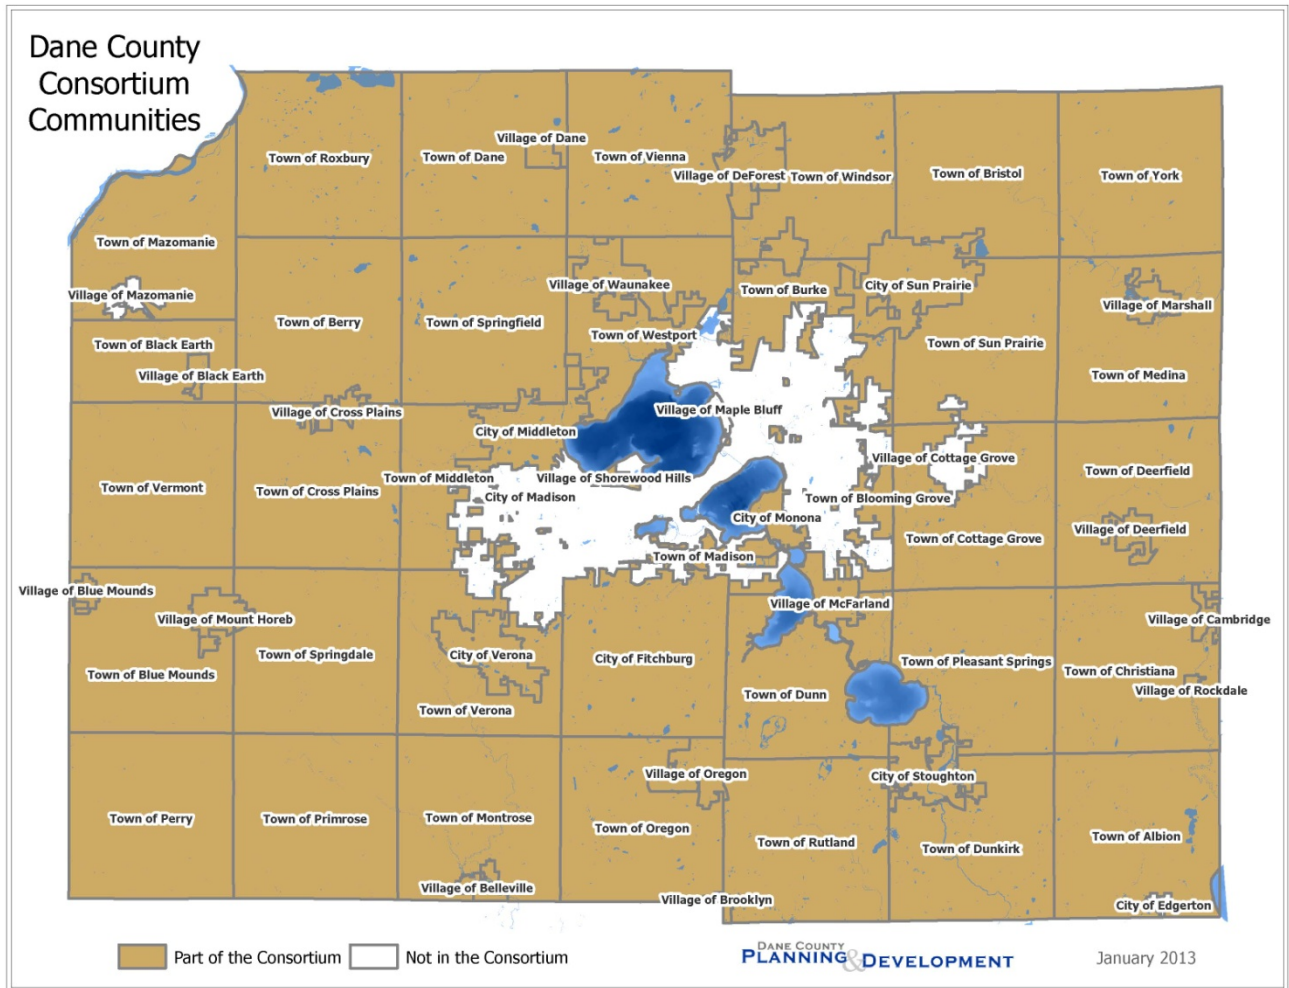 Dane County
Consortium
Communities
Village of Dane
Town of Roxbury
Town of Dane
Town of Vienna
Village of DeForest
Town of Windsor
Town of Bristol
Town of York
Town of Mazomanie
Village of Mazomanie
Village of Waunakee
Town of Burke
City of Sun Prairie
Village of Marshall
Town of Berry
Town of Springfield
Town of Westport
Town of Black Earth
Town of Sun Prairie
Village of Black Earth
Town of Medina
Village of Cross Plains
Village of Maple Bluff
City of Middleton
Village of Cottage Grove
Town of Deerfield
Town of Vermont
Town of Cross Plains
Town of Middleton
Village of Shorewood Hills
City of Madison
Town of Blooming Grove
City of Monona
Village of Deerfield
Town of Cottage Grove
Town of Madison
Village of Blue Mounds
Village of McFarland
Village of Mount Horeb
Village of Cambridge
Town of Springdale
City of Verona
City of Fitchburg
Town of Pleasant Springs
Town of Blue Mounds
Town of Christiana
Village of Rockdale
Town of Dunn
Town of Verona
Village of Oregon
City of Stoughton
Town of Perry
Town of Primrose
Town of Montrose
Town of Oregon
Town of Rutland
Town of Dunkirk
Town of Albion
Village of Belleville
Village of Brooklyn
City of Edgerton
Part of the Consortium
Not in the Consortium
DANE COUNTY
PLANNING & DEVELOPMENT
January 2013